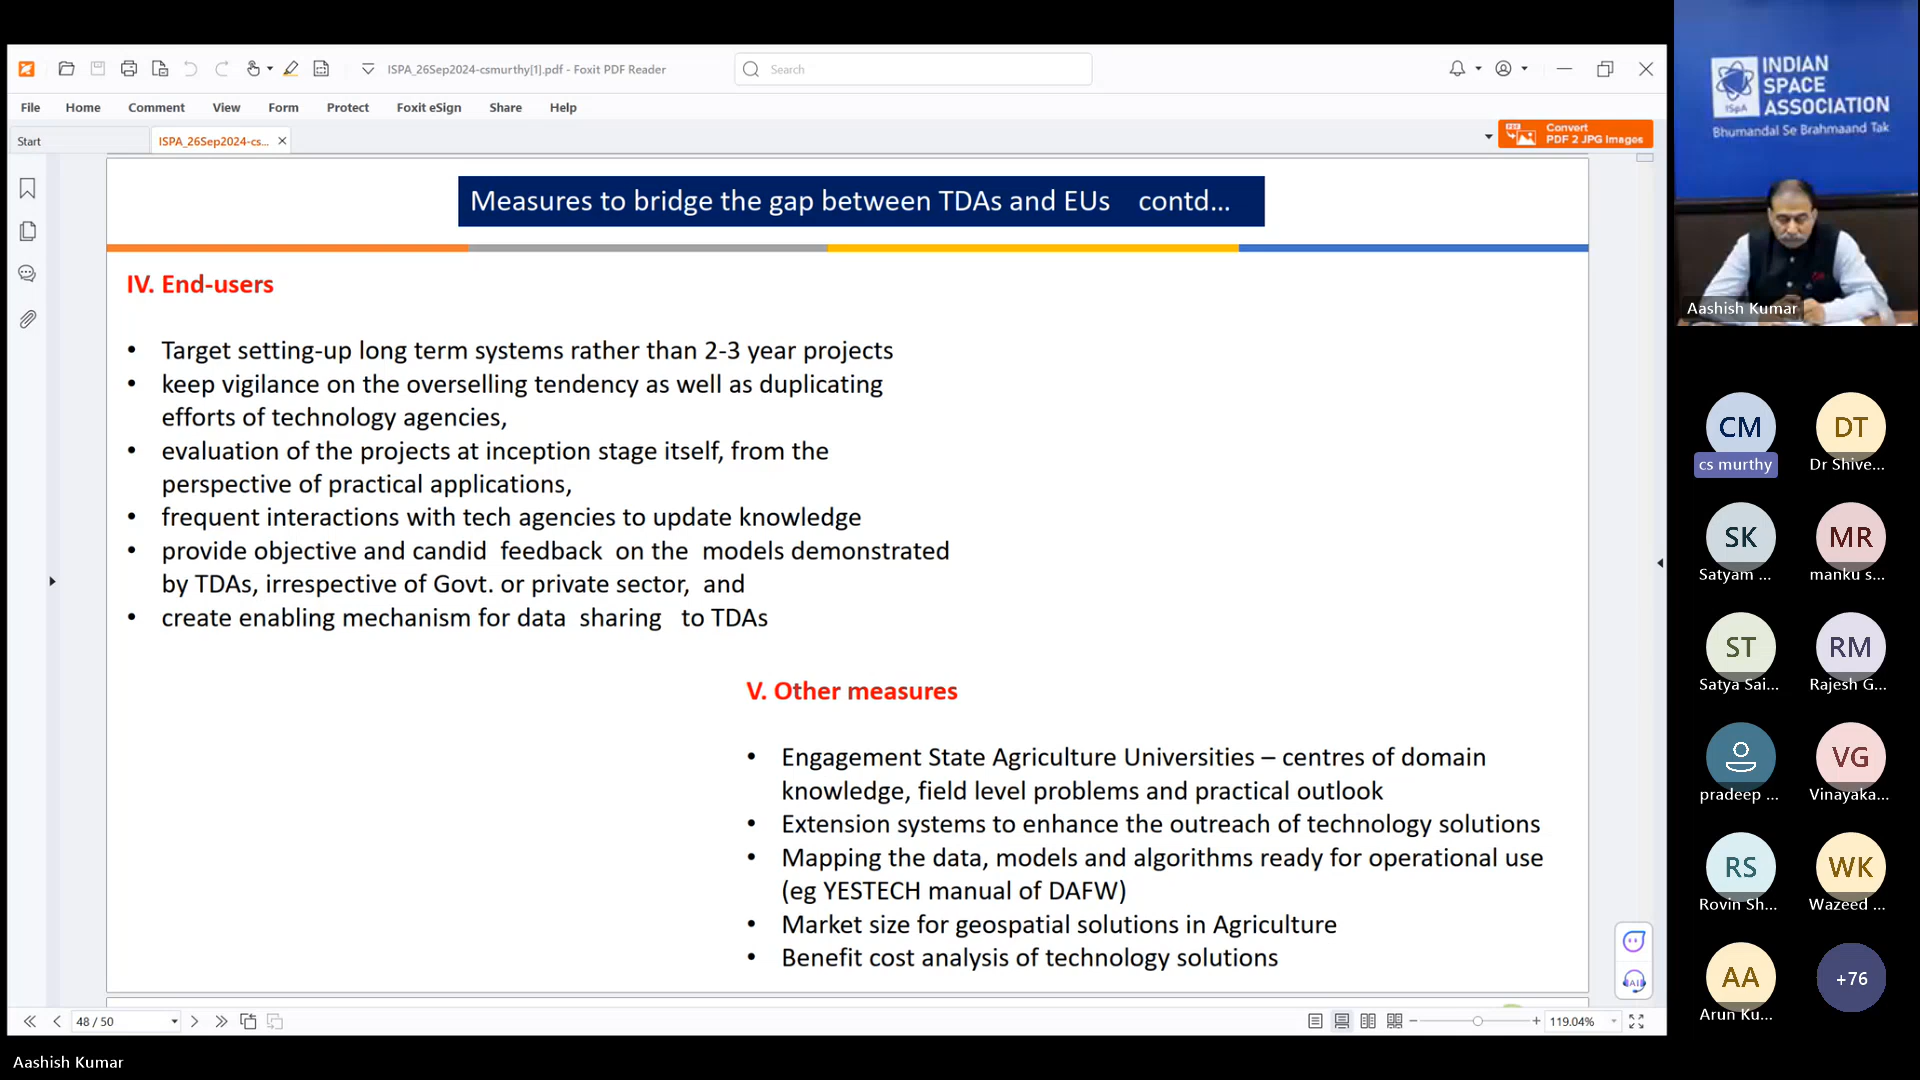 ISPA_26Sep2024-csmurthy[1].pdf - Foxit PDF Reader
Search
File Home Comment View Form Protect Foxit eSign Share Help
Start
ISPA_26Sep2024-cs...
Convert
PDF 2 JPG Images
Measures to bridge the gap between TDAs and EUs contd...
IV. End-users
• Target setting-up long term systems rather than 2-3 year projects
• keep vigilance on the overselling tendency as well as duplicating
efforts of technology agencies,
• evaluation of the projects at inception stage itself, from the
perspective of practical applications,
• frequent interactions with tech agencies to update knowledge
• provide objective and candid feedback on the models demonstrated
by TDAs, irrespective of Govt. or private sector, and
• create enabling mechanism for data sharing to TDAs
V. Other measures
• Engagement State Agriculture Universities – centres of domain
knowledge, field level problems and practical outlook
• Extension systems to enhance the outreach of technology solutions
• Mapping the data, models and algorithms ready for operational use
(eg YESTECH manual of DAFW)
• Market size for geospatial solutions in Agriculture
• Benefit cost analysis of technology solutions
48 / 50
119.04%
Aashish Kumar
INDIAN
SPACE
ASSOCIATION
ISpA
Bhumandal Se Brahmaand Tak
Aashish Kumar
CM DT
cs murthy Dr Shive...
SK MR
Satyam ... manku s...
ST RM
Satya Sai... Rajesh G...
VG
pradeep ... Vinayaka...
RS WK
Rovin Sh... Wazeed ...
AA +76
Arun Ku...